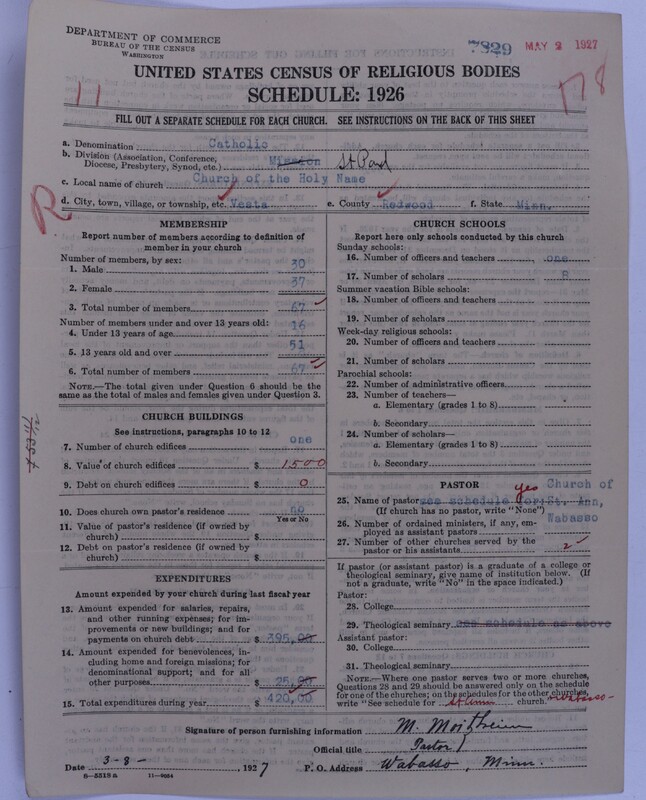 DEPARTMENT OF COMMERCE
BUREAU OF THE CENSUS
WASHINGTON
7829 MAY 2 1927
UNITED STATES CENSUS OF RELIGIOUS BODIES
SCHEDULE: 1926
11
178
FILL OUT A SEPARATE SCHEDULE FOR EACH CHURCH. SEE INSTRUCTIONS ON THE BACK OF THIS SHEET
a. Denomination Catholic
b. Division (Association, Conference, Diocese, Presbytery, Synod, etc.) Mission St Paul
c. Local name of church Church of the Holy Name
R
d. City, town, village, or township, etc. Vesta e. County Redwood f. State Minn.
MEMBERSHIP
Report number of members according to definition of member in your church
Number of members, by sex:
1. Male 30
2. Female 37
3. Total number of members 67
Number of members under and over 13 years old:
4. Under 13 years of age 16
5. 13 years old and over 51
6. Total number of members 67
NOTE.—The total given under Question 6 should be the same as the total of males and females given under Question 3.
CHURCH BUILDINGS
See instructions, paragraphs 10 to 12
7. Number of church edifices one
8. Value of church edifices $ 1500
9. Debt on church edifices $ 0
10. Does church own pastor's residence? no
Yes or No
11. Value of pastor's residence (if owned by church) $
12. Debt on pastor's residence (if owned by church) $
EXPENDITURES
Amount expended by your church during last fiscal year
13. Amount expended for salaries, repairs, and other running expenses; for improvements or new buildings; and for payments on church debt $ 395,00
14. Amount expended for benevolences, including home and foreign missions; for denominational support; and for all other purposes $ 25,00
15. Total expenditures during year $ 420,00
CHURCH SCHOOLS
Report here only schools conducted by this church
Sunday schools:
16. Number of officers and teachers one
17. Number of scholars 8
Summer vacation Bible schools:
18. Number of officers and teachers
19. Number of scholars
Week-day religious schools:
20. Number of officers and teachers
21. Number of scholars
Parochial schools:
22. Number of administrative officers
23. Number of teachers—
a. Elementary (grades 1 to 8)
b. Secondary
24. Number of scholars—
a. Elementary (grades 1 to 8)
b. Secondary
PASTOR
yes Church of
25. Name of pastor see schedule for: St. Ann,
(If church has no pastor, write "None") Wabasso
26. Number of ordained ministers, if any, employed as assistant pastors
27. Number of other churches served by the pastor or his assistants 2
If pastor (or assistant pastor) is a graduate of a college or theological seminary, give name of institution below. (If not a graduate, write "No" in the space indicated.)
Pastor:
28. College
29. Theological seminary see schedule as above
Assistant pastor:
30. College
31. Theological seminary
NOTE.—Where one pastor serves two or more churches, Questions 28 and 29 should be answered only on the schedule for one of the churches; on the schedules for the other churches, write "See schedule for St Ann church." Wabasso
Signature of person furnishing information M.
Official title Pastor
Date 3-8-, 1927 P. O. Address Wabasso, Minn.
8—5518a 11—9684